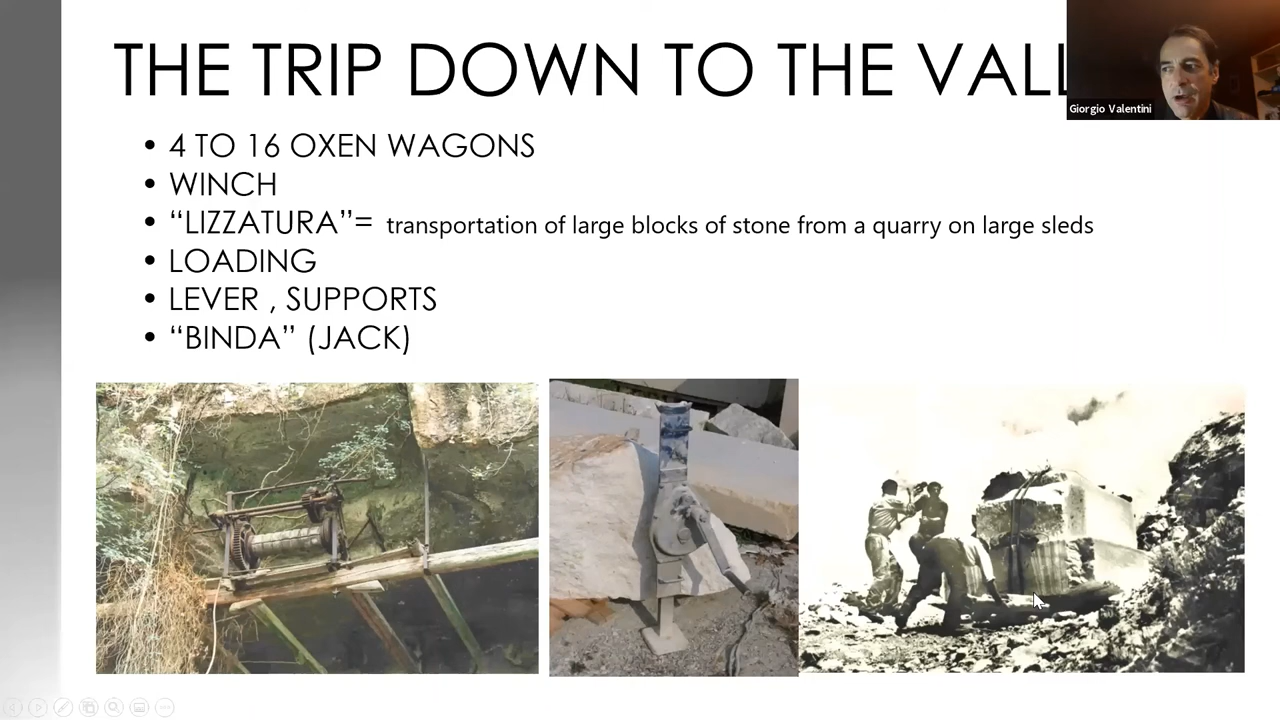 THE TRIP DOWN TO THE VALL
Giorgio Valentini
• 4 TO 16 OXEN WAGONS
• WINCH
• “LIZZATURA”= transportation of large blocks of stone from a quarry on large sleds
• LOADING
• LEVER , SUPPORTS
• “BINDA” (JACK)